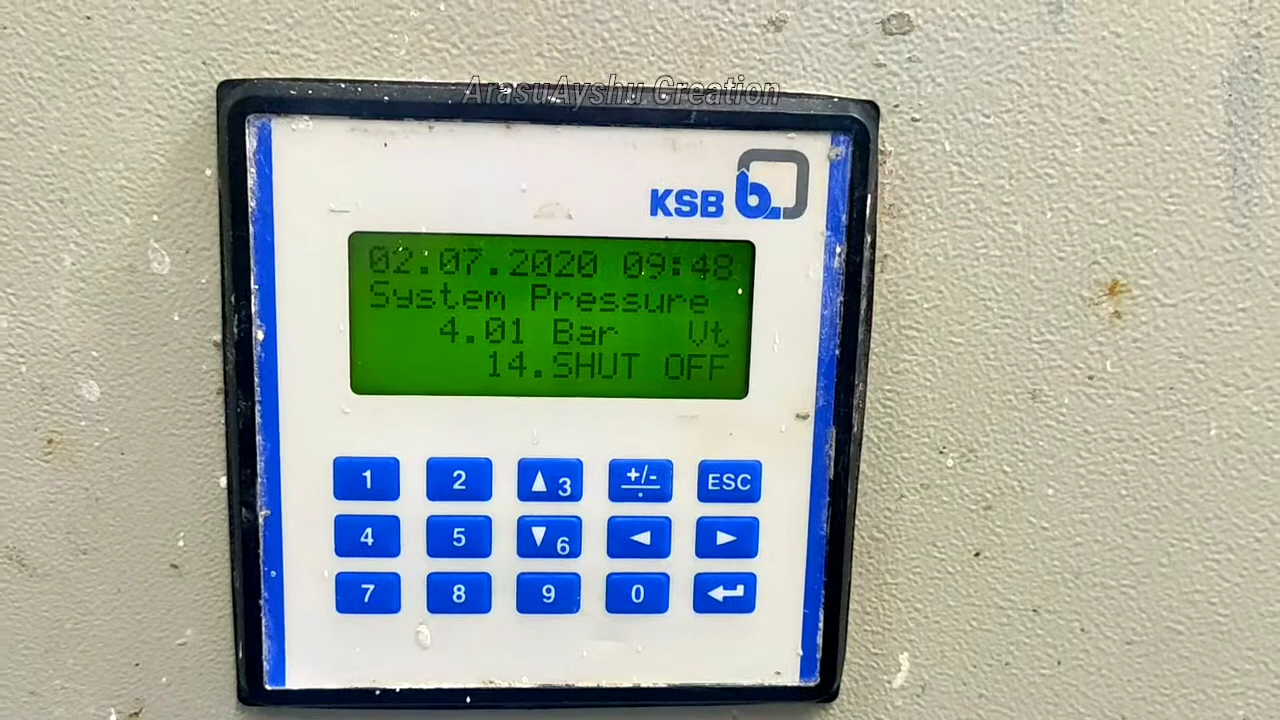 ArasuAyshu Creation
KSB b
02.07.2020 09:48
System Pressure
4.01 Bar Vt
14.SHUT OFF
1 2 ▲3 +/- . ESC
4 5 ▼6 ◀ ▶
7 8 9 0 ↵